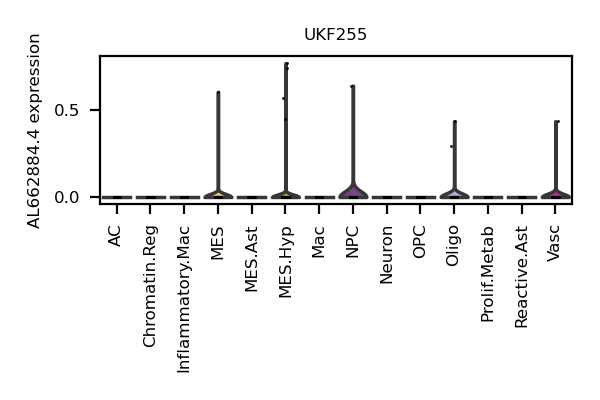 UKF255
AL662884.4 expression
0.5
0.0
AC
Chromatin.Reg
Inflammatory.Mac
MES
MES.Ast
MES.Hyp
Mac
NPC
Neuron
OPC
Oligo
Prolif.Metab
Reactive.Ast
Vasc